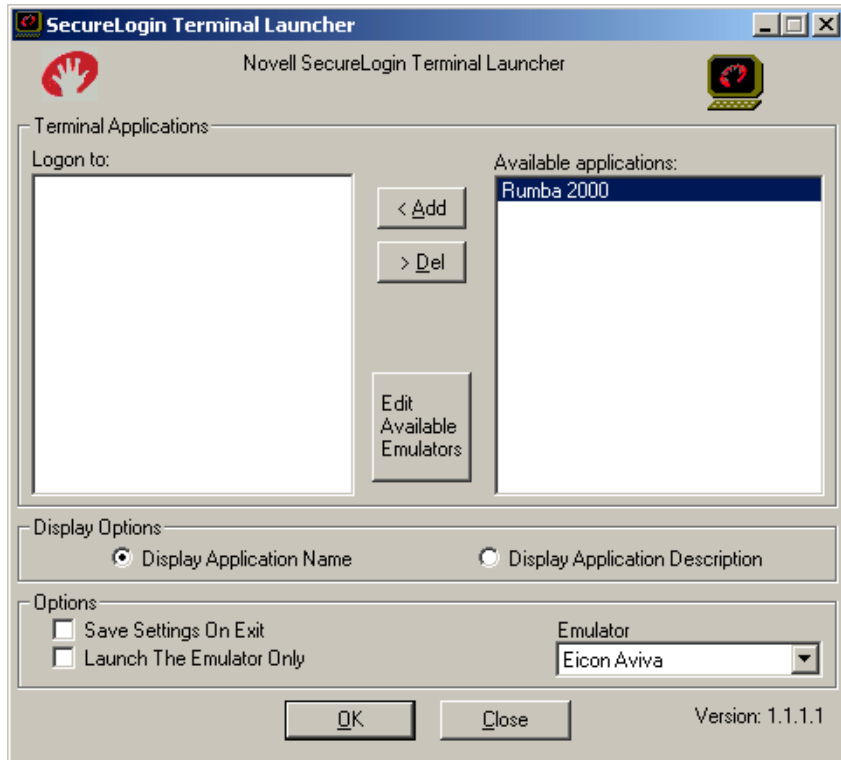 SecureLogin Terminal Launcher
Novell SecureLogin Terminal Launcher
Terminal Applications
Logon to:
Available applications:
Rumba 2000
< Add
> Del
Edit
Available
Emulators
Display Options
Display Application Name
Display Application Description
Options
Save Settings On Exit
Launch The Emulator Only
Emulator
Eicon Aviva
OK
Close
Version: 1.1.1.1